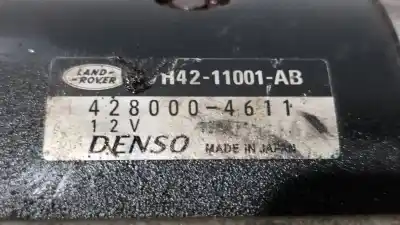 LAND-
ROVER
H42-11001-AB
428000-4611
12V
DENSO MADE IN JAPAN